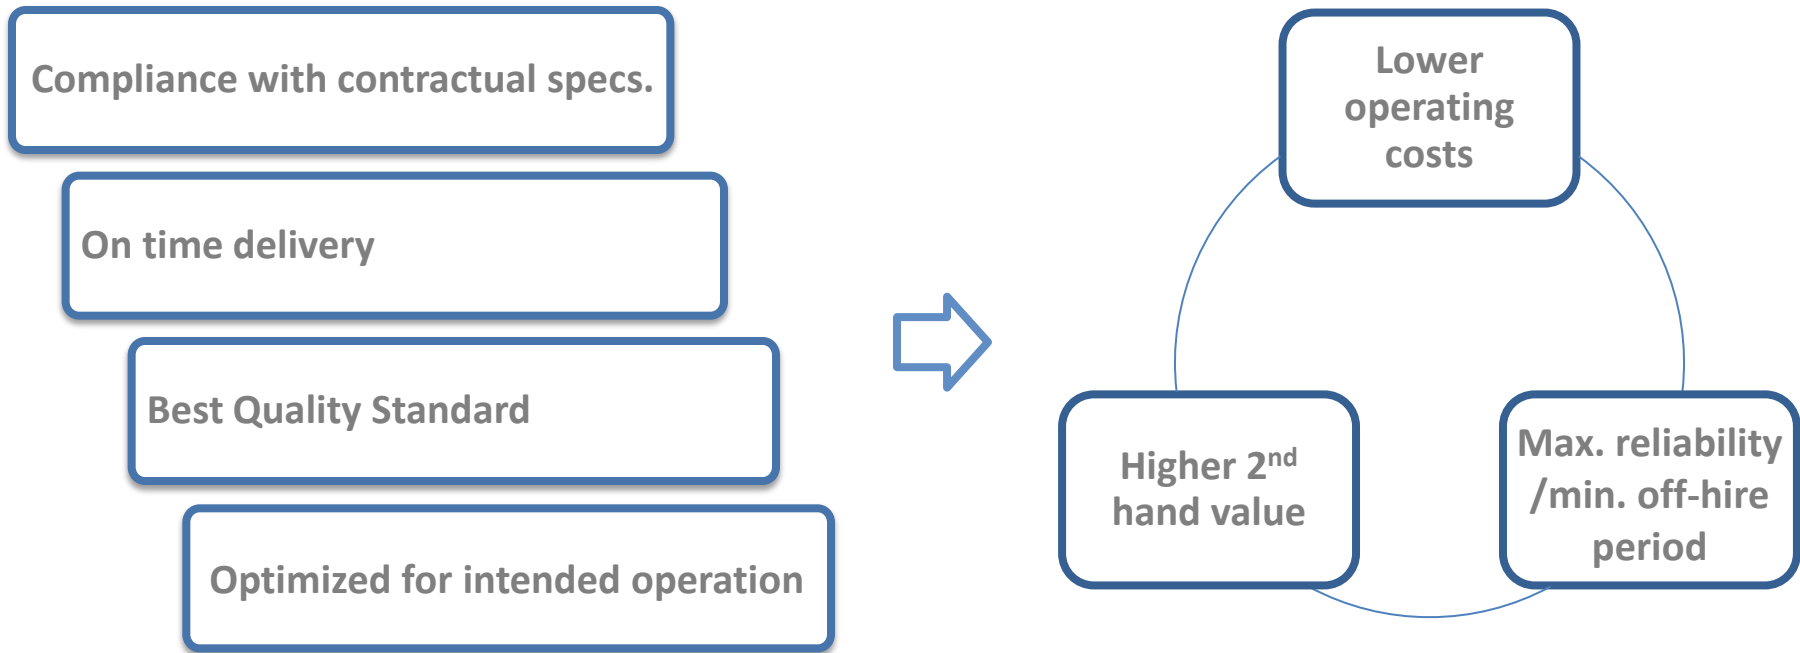 Compliance with contractual specs.
On time delivery
Best Quality Standard
Optimized for intended operation
Lower
operating
costs
Higher 2nd
hand value
Max. reliability
/min. off-hire
period